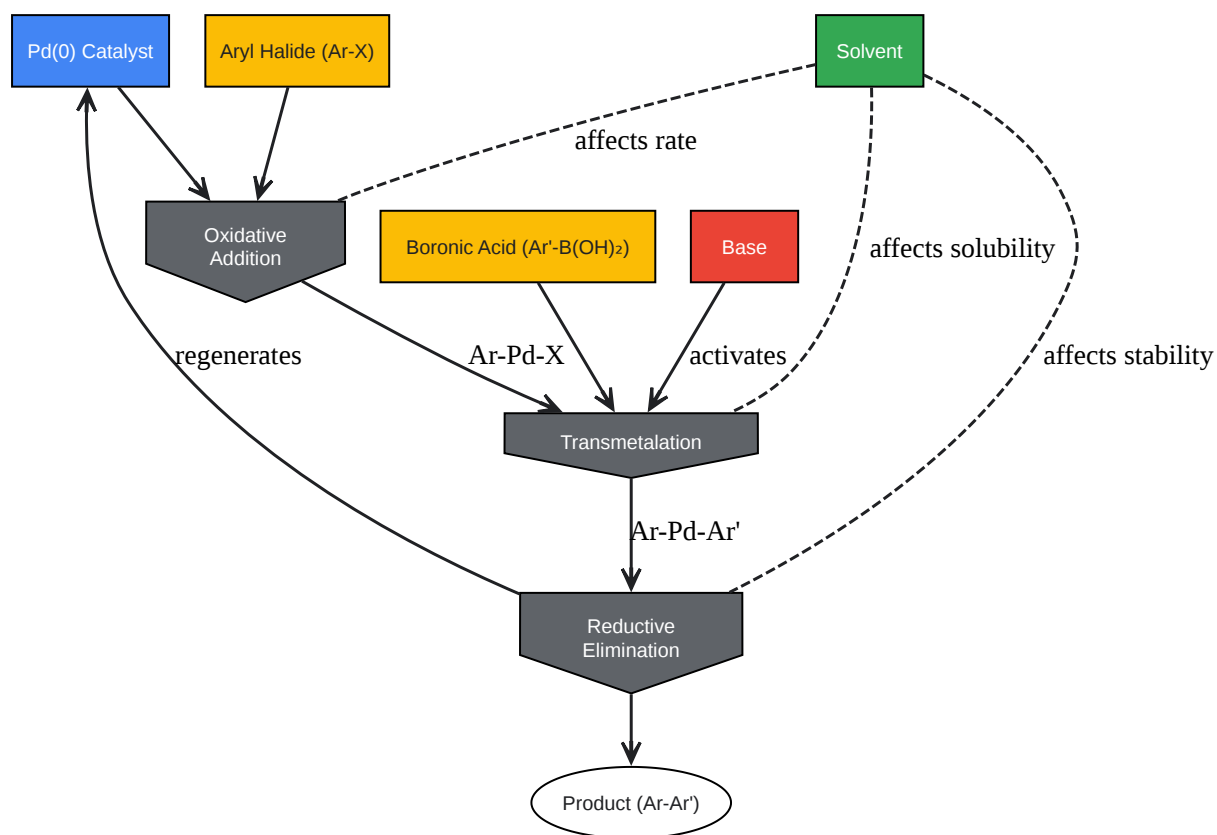 Pd(0) Catalyst
Aryl Halide (Ar-X)
Solvent
affects rate
Oxidative
Addition
Boronic Acid (Ar'-B(OH)₂)
Base
affects solubility
regenerates
Ar-Pd-X
activates
affects stability
Transmetalation
Ar-Pd-Ar'
Reductive
Elimination
Product (Ar-Ar')